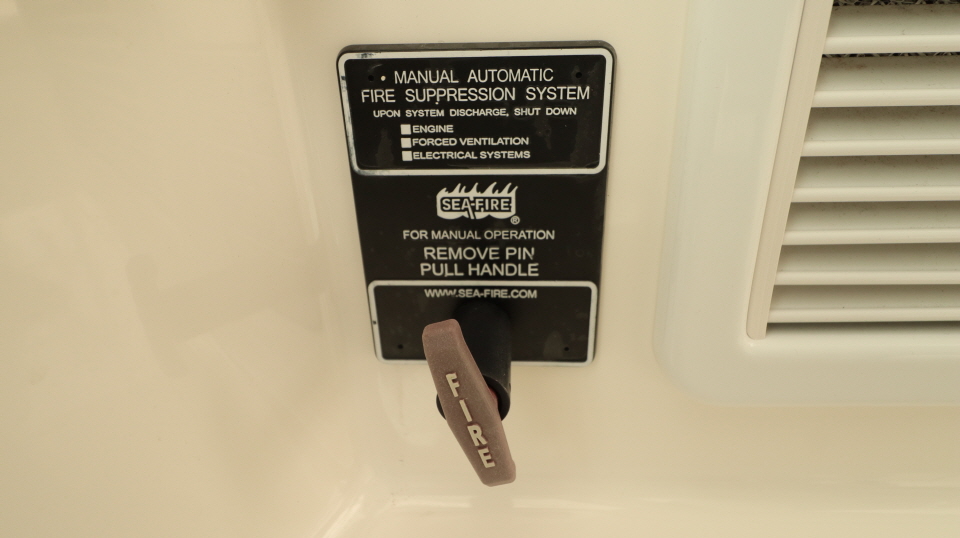 MANUAL AUTOMATIC
FIRE SUPPRESSION SYSTEM
UPON SYSTEM DISCHARGE, SHUT DOWN
ENGINE
FORCED VENTILATION
ELECTRICAL SYSTEMS
SEA-FIRE®
FOR MANUAL OPERATION
REMOVE PIN
PULL HANDLE
WWW.SEA-FIRE.COM
FIRE